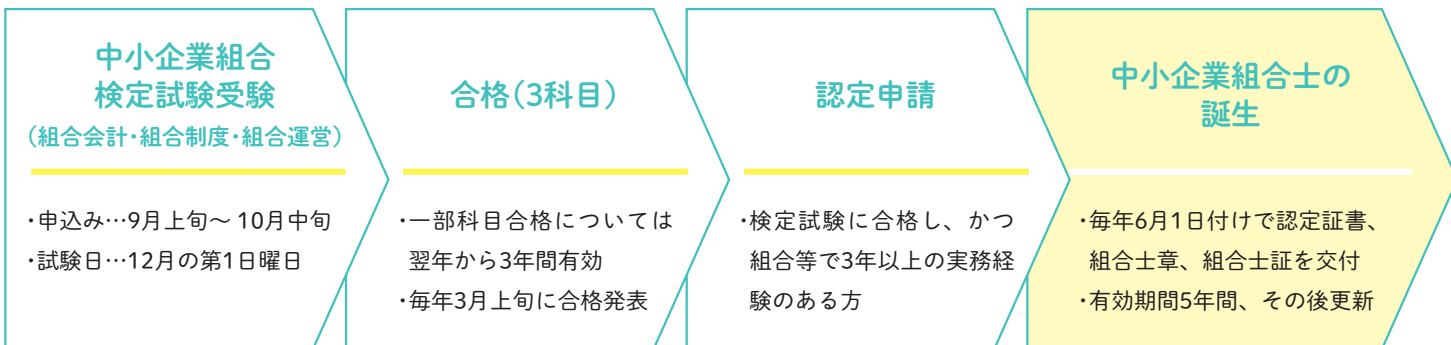 中小企業組合
検定試験受験
（組合会計・組合制度・組合運営）
・申込み…9月上旬〜 10月中旬
・試験日…12月の第1日曜日
合格（3科目）
・一部科目合格については
翌年から3年間有効
・毎年3月上旬に合格発表
認定申請
・検定試験に合格し、かつ
組合等で3年以上の実務経
験のある方
中小企業組合士の
誕生
・毎年6月1日付けで認定証書、
組合士章、組合士証を交付
・有効期間5年間、その後更新